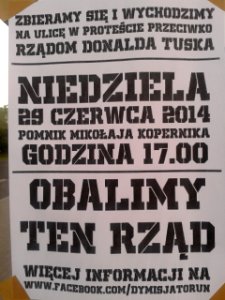 ZBIERAMY SIĘ I WYCHODZIMY
NA ULICĘ W PROTEŚCIE PRZECIWKO
RZĄDOM DONALDA TUSKA
NIEDZIELA
29 CZERWCA 2014
POMNIK MIKOŁAJA KOPERNIKA
GODZINA 17.00
OBALIMY
TEN RZĄD
WIĘCEJ INFORMACJI NA
WWW.FACEBOOK.COM/DYMISJATORUN